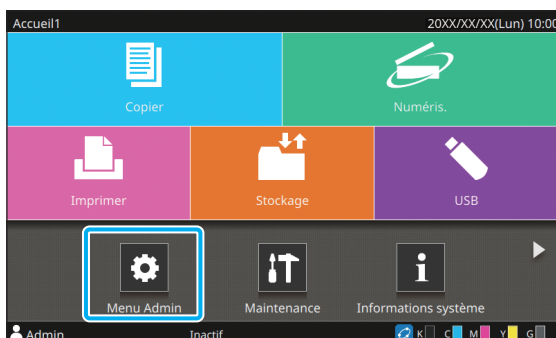 Accueil1 20XX/XX/XX(Lun) 10:00
Copier Numéris.
Imprimer Stockage USB
Menu Admin Maintenance Informations système
Admin Inactif K C M Y G